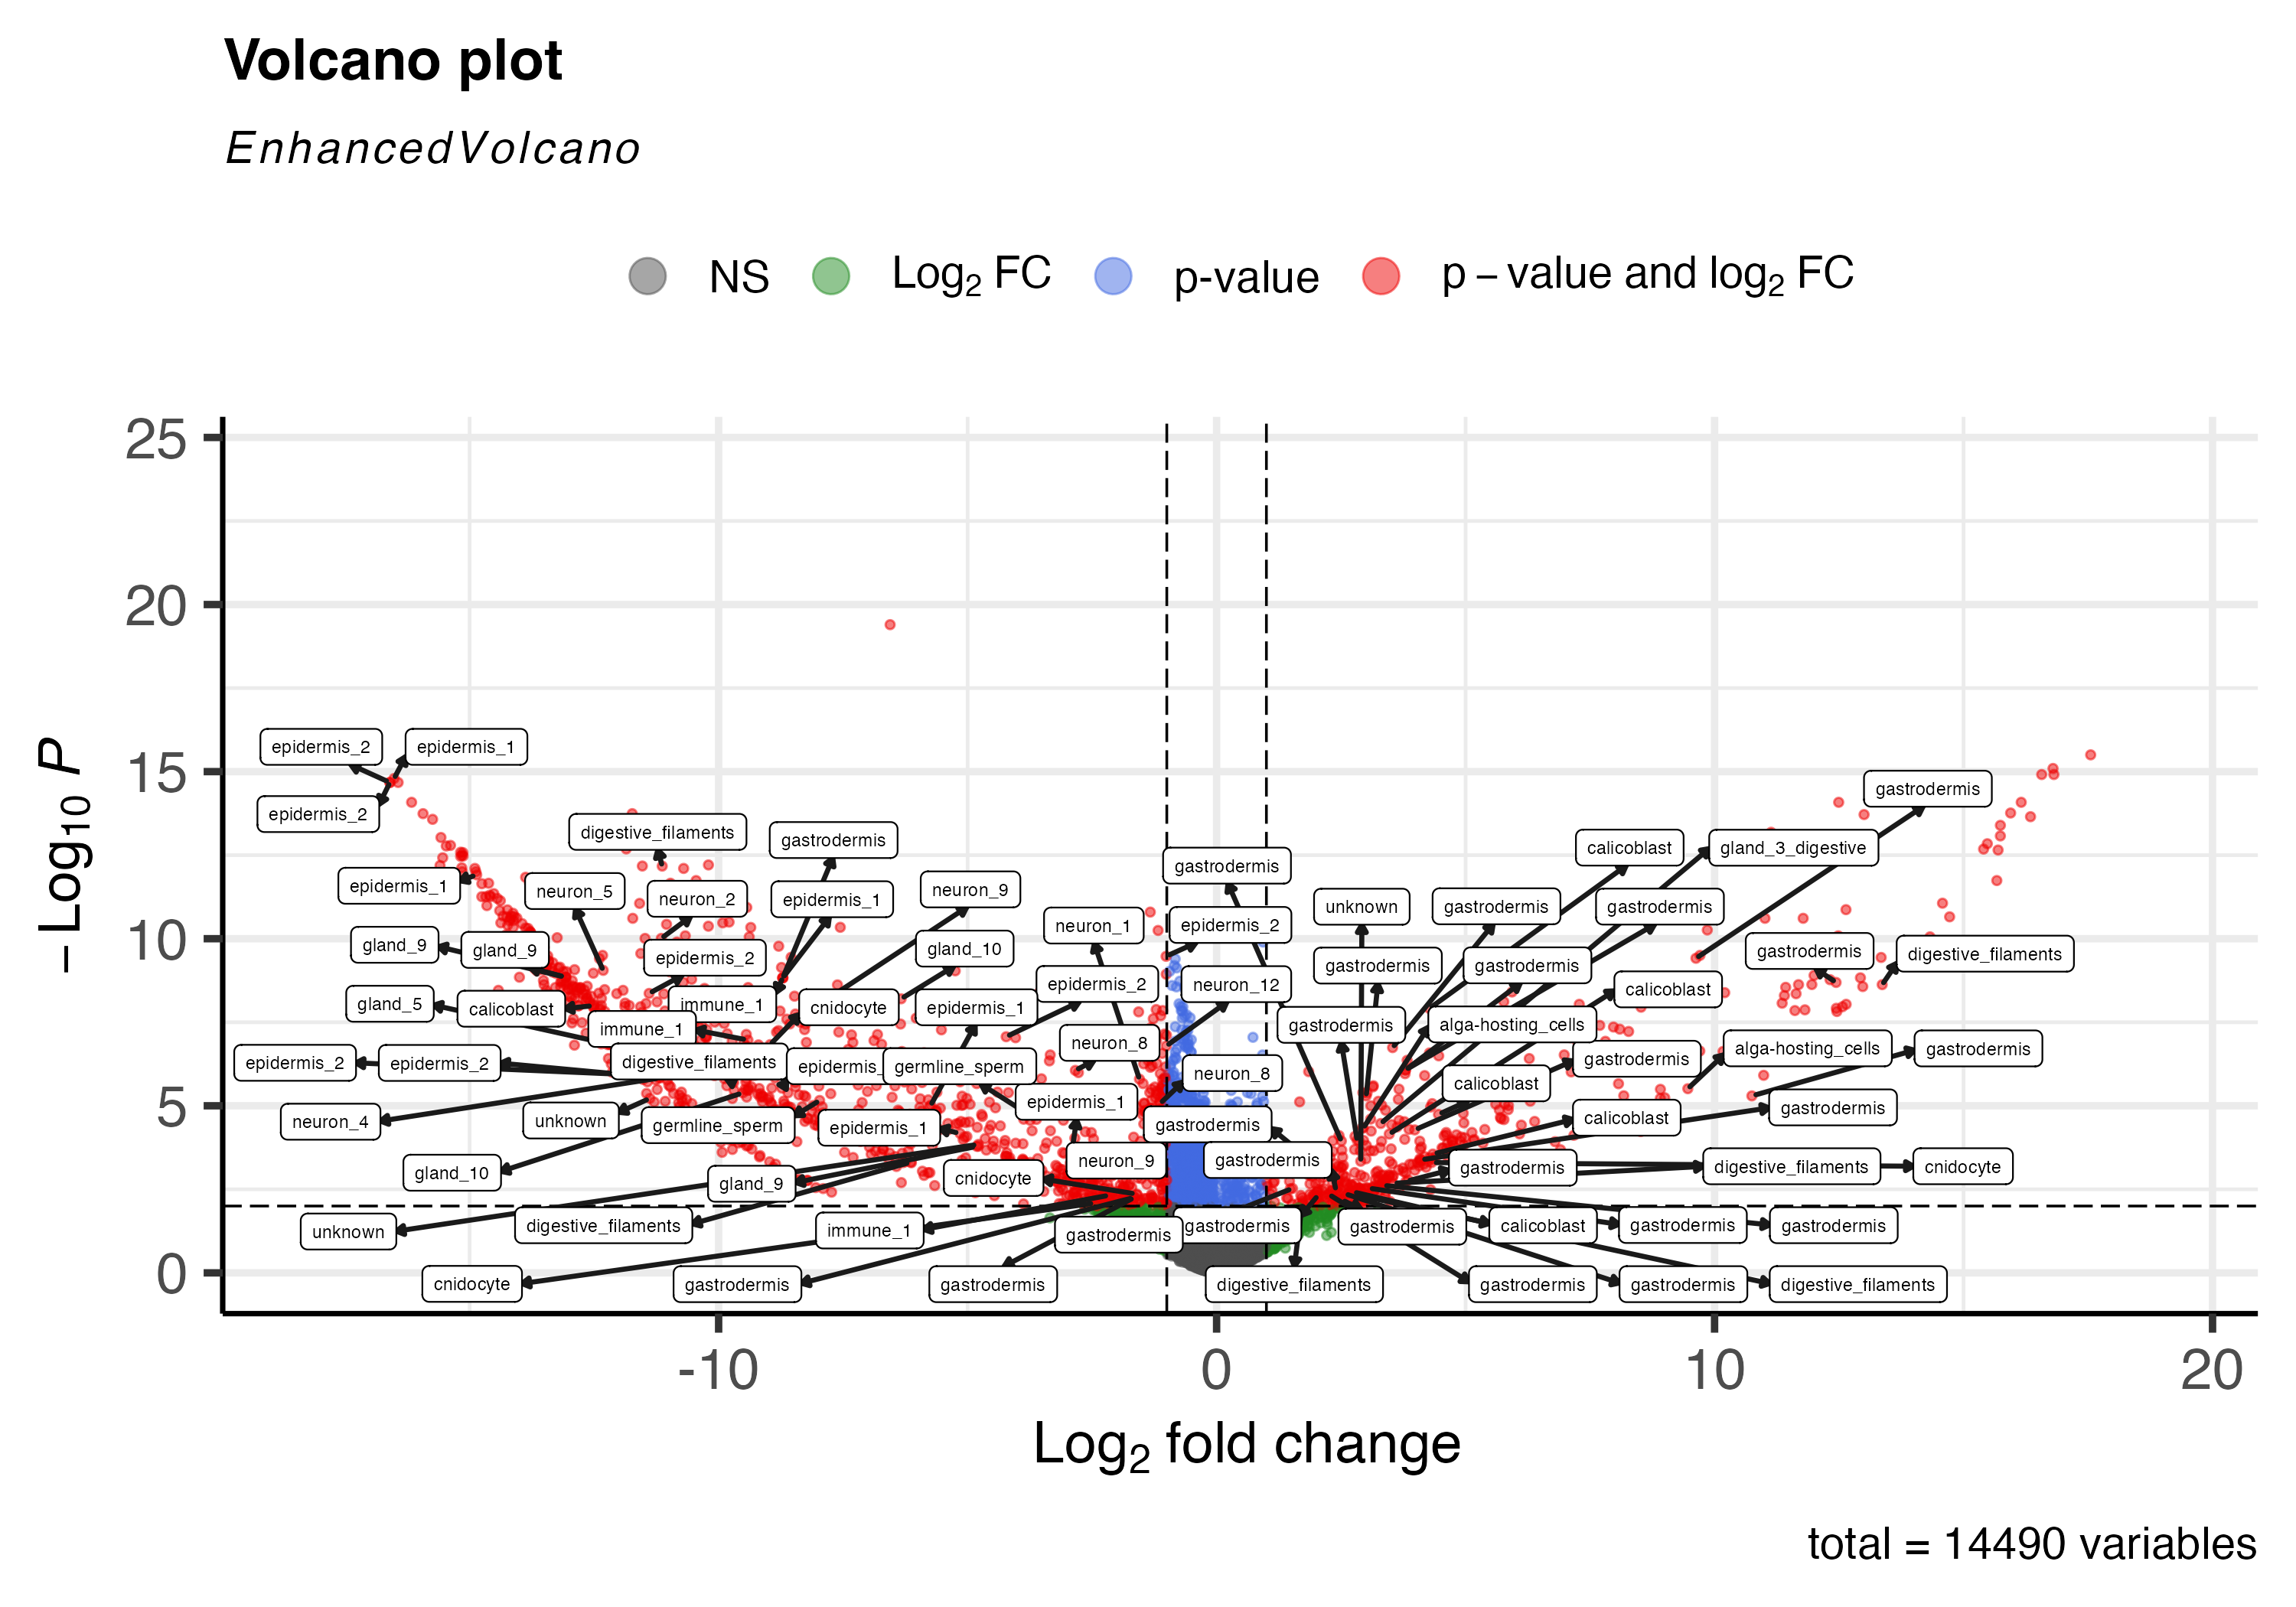 Volcano plot
EnhancedVolcano
NS Log2 FC p-value p − value and log2 FC
− Log10 P
25
20
15
10
5
0
epidermis_2
epidermis_1
epidermis_2
digestive_filaments
gastrodermis
epidermis_1
neuron_5
neuron_2
epidermis_1
neuron_9
gland_9
gland_9
epidermis_2
gland_10
gland_5
calicoblast
immune_1
immune_1
cnidocyte
epidermis_1
epidermis_2
epidermis_2
digestive_filaments
epidermis_
germline_sperm
neuron_4
unknown
germline_sperm
epidermis_1
epidermis_1
gland_10
gland_9
cnidocyte
unknown
digestive_filaments
immune_1
cnidocyte
gastrodermis
gastrodermis
neuron_1
epidermis_2
neuron_8
neuron_9
gastrodermis
gastrodermis
epidermis_2
neuron_12
neuron_8
gastrodermis
gastrodermis
gastrodermis
digestive_filaments
unknown
gastrodermis
gastrodermis
gastrodermis
gastrodermis
calicoblast
gland_3_digestive
gastrodermis
gastrodermis
calicoblast
alga-hosting_cells
gastrodermis
digestive_filaments
gastrodermis
alga-hosting_cells
gastrodermis
calicoblast
calicoblast
gastrodermis
gastrodermis
digestive_filaments
cnidocyte
gastrodermis
calicoblast
gastrodermis
gastrodermis
gastrodermis
gastrodermis
digestive_filaments
-10 0 10 20
Log2 fold change
total = 14490 variables